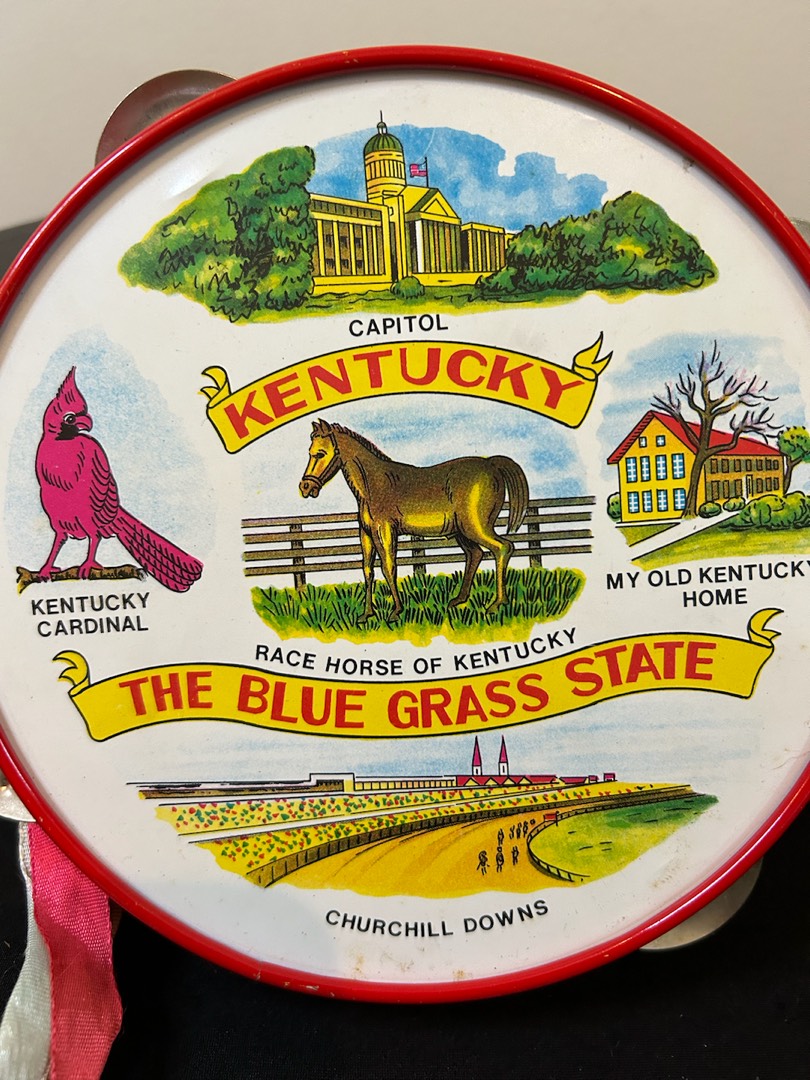 CAPITOL
KENTUCKY
KENTUCKY
CARDINAL
RACE HORSE OF KENTUCKY
MY OLD KENTUCKY
HOME
THE BLUE GRASS STATE
CHURCHILL DOWNS